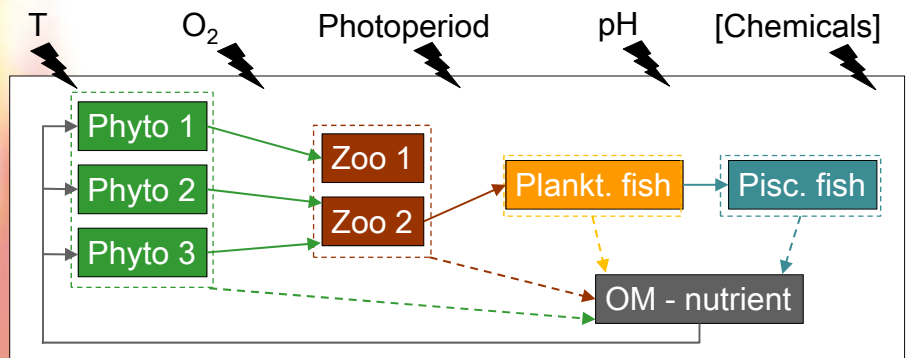 T
O2
Photoperiod
pH
[Chemicals]
Phyto 1
Phyto 2
Phyto 3
Zoo 1
Zoo 2
Plankt. fish
Pisc. fish
OM - nutrient